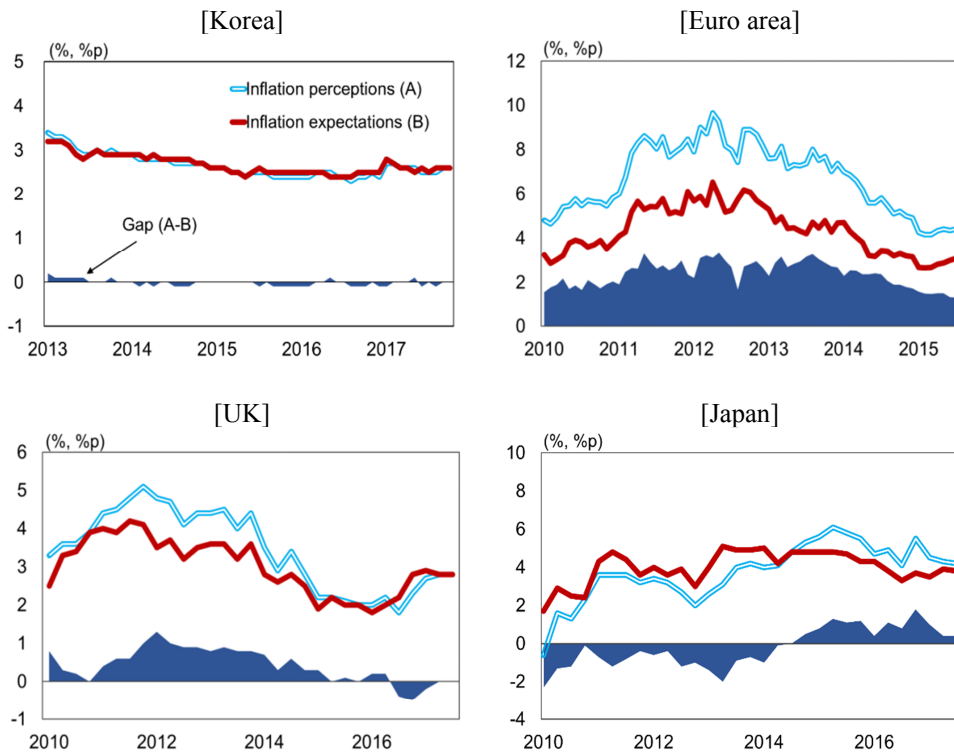 [Korea]
(%, %p)
5
4
3
2
1
0
-1
Inflation perceptions (A)
Inflation expectations (B)
Gap (A-B)
2013 2014 2015 2016 2017
[Euro area]
(%, %p)
12
10
8
6
4
2
0
2010 2011 2012 2013 2014 2015
[UK]
(%, %p)
6
5
4
3
2
1
0
-1
2010 2012 2014 2016
[Japan]
(%, %p)
10
8
6
4
2
0
-2
-4
2010 2012 2014 2016